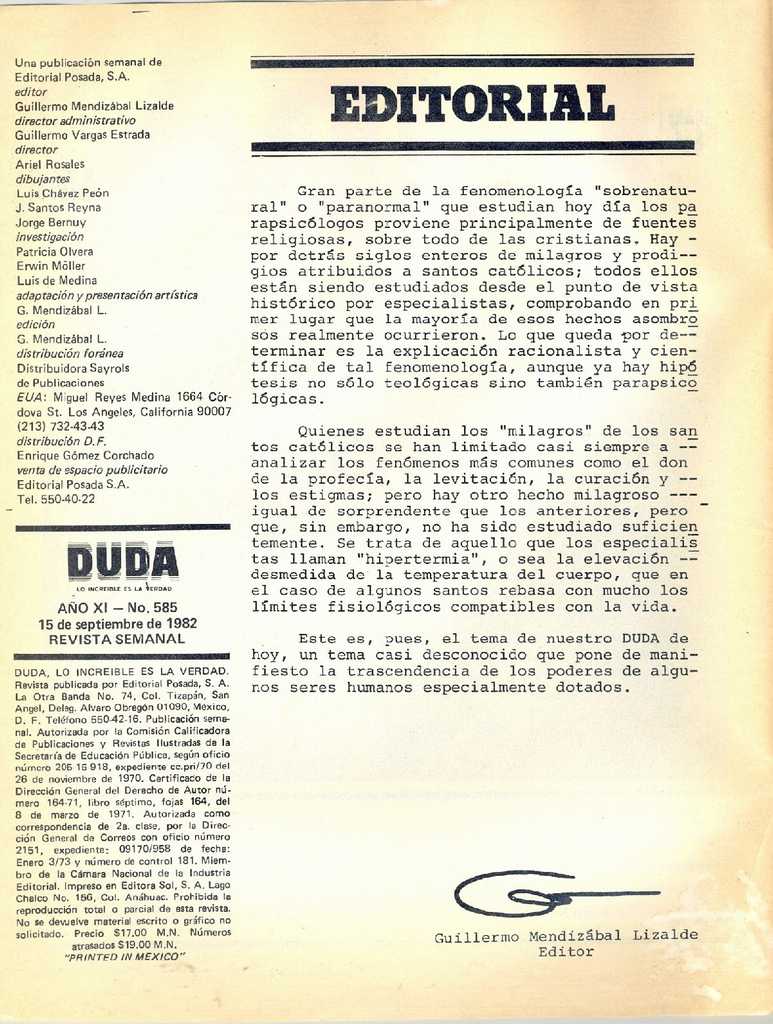 Una publicación semanal de
Editorial Posada, S.A.
editor
Guillermo Mendizábal Lizalde
director administrativo
Guillermo Vargas Estrada
director
Ariel Rosales
dibujantes
Luis Chávez Peón
J. Santos Reyna
Jorge Bernuy
investigación
Patricia Olvera
Erwin Möller
Luis de Medina
adaptación y presentación artística
G. Mendizábal L.
edición
G. Mendizábal L.
distribución foránea
Distribuidora Sayrols
de Publicaciones
EUA: Miguel Reyes Medina 1664 Cór-
dova St. Los Angeles, California 90007
(213) 732-43-43
distribución D.F.
Enrique Gómez Corchado
venta de espacio publicitario
Editorial Posada S.A.
Tel. 550-40-22
DUDA
LO INCREIBLE ES LA VERDAD
AÑO XI — No. 585
15 de septiembre de 1982
REVISTA SEMANAL
DUDA, LO INCREIBLE ES LA VERDAD.
Revista publicada por Editorial Posada, S. A.
La Otra Banda No. 74, Col. Tizapán, San
Angel, Deleg. Alvaro Obregón 01090, México,
D. F. Teléfono 550-42-16. Publicación sema-
nal. Autorizada por la Comisión Calificadora
de Publicaciones y Revistas Ilustradas de la
Secretaría de Educación Pública, según oficio
número 206-16-918, expediente cc.pri/70 del
26 de noviembre de 1970. Certificado de la
Dirección General del Derecho de Autor nú-
mero 164-71, libro séptimo, fojas 164, del
8 de marzo de 1971. Autorizada como
correspondencia de 2a. clase, por la Direc-
ción General de Correos con oficio número
2151, expediente: 09170/958 de fecha:
Enero 3/73 y número de control 181. Miem-
bro de la Cámara Nacional de la Industria
Editorial. Impreso en Editora Sol, S. A. Lago
Chalco No. 156, Col. Anáhuac. Prohibida la
reproducción total o parcial de esta revista.
No se devuelve material escrito o gráfico no
solicitado. Precio $17.00 M.N. Números
atrasados $19.00 M.N.
"PRINTED IN MEXICO"
EDITORIAL
Gran parte de la fenomenología "sobrenatu-
ral" o "paranormal" que estudian hoy día los pa
rapsicólogos proviene principalmente de fuentes
religiosas, sobre todo de las cristianas. Hay -
por detrás siglos enteros de milagros y prodi--
gios atribuidos a santos católicos; todos ellos
están siendo estudiados desde el punto de vista
histórico por especialistas, comprobando en pri
mer lugar que la mayoría de esos hechos asombro
sos realmente ocurrieron. Lo que queda por de--
terminar es la explicación racionalista y cien-
tífica de tal fenomenología, aunque ya hay hipó
tesis no sólo teológicas sino también parapsico
lógicas.
Quienes estudian los "milagros" de los san
tos católicos se han limitado casi siempre a --
analizar los fenómenos más comunes como el don
de la profecía, la levitación, la curación y --
los estigmas; pero hay otro hecho milagroso ---
igual de sorprendente que los anteriores, pero
que, sin embargo, no ha sido estudiado suficien
temente. Se trata de aquello que los especialis
tas llaman "hipertermia", o sea la elevación --
desmedida de la temperatura del cuerpo, que en
el caso de algunos santos rebasa con mucho los
límites fisiológicos compatibles con la vida.
Este es, pues, el tema de nuestro DUDA de
hoy, un tema casi desconocido que pone de mani-
fiesto la trascendencia de los poderes de algu-
nos seres humanos especialmente dotados.
Guillermo Mendizábal Lizalde
Editor